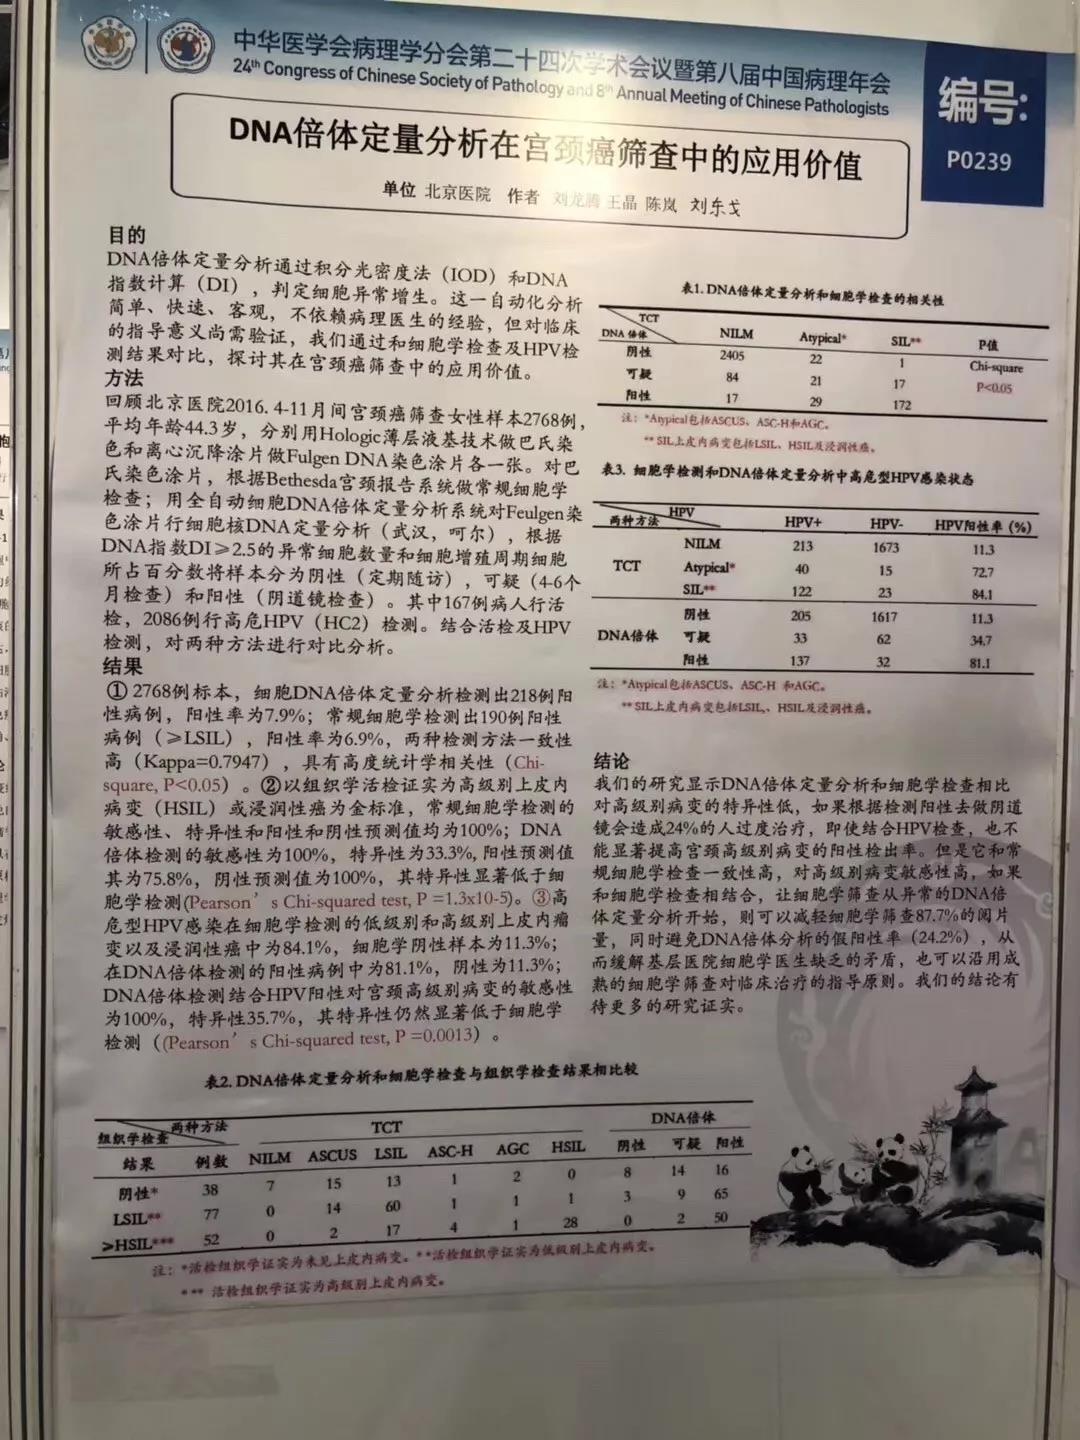 中华医学会病理学分会第二十四次学术会议暨第八届中国病理年会
24th Congress of Chinese Society of Pathology and 8th Annual Meeting of Chinese Pathologists
编号:
P0239
DNA倍体定量分析在宫颈癌筛查中的应用价值
单位 北京医院 作者 刘龙腾 王晶 陈岚 刘东戈
目的
DNA倍体定量分析通过积分光密度法（IOD）和DNA
指数计算（DI），判定细胞异常增生。这一自动化分析
简单、快速、客观，不依赖病理医生的经验，但对临床
的指导意义尚需验证，我们通过和细胞学检查及HPV检
测结果对比，探讨其在宫颈癌筛查中的应用价值。
方法
回顾北京医院2016. 4-11月间宫颈癌筛查女性样本2768例，
平均年龄44.3岁，分别用Hologic薄层液基技术做巴氏染
色和离心沉降涂片做Fulgen DNA染色涂片各一张。对巴
氏染色涂片，根据Bethesda宫颈报告系统做常规细胞学
检查；用全自动细胞DNA倍体定量分析系统对Feulgen染
色涂片行细胞核DNA定量分析（武汉，呵尔），根据
DNA指数DI≥2.5的异常细胞数量和细胞增殖周期细胞
所占百分数将样本分为阴性（定期随访），可疑（4-6个
月检查）和阳性（阴道镜检查）。其中167例病人行活
检，2086例行高危HPV（HC2）检测。结合活检及HPV
检测，对两种方法进行对比分析。
结果
①2768例标本，细胞DNA倍体定量分析检测出218例阳
性病例，阳性率为7.9%；常规细胞学检测出190例阳性
病例（≥LSIL），阳性率为6.9%，两种检测方法一致性
高（Kappa=0.7947），具有高度统计学相关性（Chi-
square, P<0.05）。②以组织学活检证实为高级别上皮内
病变（HSIL）或浸润性癌为金标准，常规细胞学检测的
敏感性、特异性和阳性和阴性预测值均为100%；DNA
倍体检测的敏感性为100%，特异性为33.3%, 阳性预测值
其为75.8%，阴性预测值为100%，其特异性显著低于细
胞学检测(Pearson's Chi-squared test, P =1.3x10-5)。③高
危型HPV感染在细胞学检测的低级别和高级别上皮内瘤
变以及浸润性癌中为84.1%，细胞学阴性样本为11.3%；
在DNA倍体检测的阳性病例中为81.1%，阴性为11.3%；
DNA倍体检测结合HPV阳性对宫颈高级别病变的敏感性
为100%，特异性35.7%，其特异性仍然显著低于细胞学
检测（(Pearson's Chi-squared test, P =0.0013）。
表1. DNA倍体定量分析和细胞学检查的相关性
TCT
DNA 倍体 NILM Atypical* SIL** P值
阴性 2405 22 1 Chi-square
可疑 84 21 17 P<0.05
阳性 17 29 172
注：*Atypical包括ASCUS、ASC-H和AGC。
**SIL上皮内病变包括LSIL、HSIL及浸润性癌。
表3. 细胞学检测和DNA倍体定量分析中高危型HPV感染状态
HPV
两种方法 HPV+ HPV- HPV阳性率（%）
NILM 213 1673 11.3
TCT Atypical* 40 15 72.7
SIL** 122 23 84.1
阴性 205 1617 11.3
DNA倍体 可疑 33 62 34.7
阳性 137 32 81.1
注：*Atypical包括ASCUS、ASC-H 和AGC。
**SIL上皮内病变包括LSIL,、HSIL及浸润性癌。
结论
我们的研究显示DNA倍体定量分析和细胞学检查相比
对高级别病变的特异性低，如果根据检测阳性去做阴道
镜会造成24%的人过度治疗，即使结合HPV检查，也不
能显著提高宫颈高级别病变的阳性检出率。但是它和常
规细胞学检查一致性高，对高级别病变敏感性高，如果
和细胞学检查相结合，让细胞学筛查从异常的DNA倍
体定量分析开始，则可以减轻细胞学筛查87.7%的阅片
量，同时避免DNA倍体分析的假阳性率（24.2%），从
而缓解基层医院细胞学医生缺乏的矛盾，也可以沿用成
熟的细胞学筛查对临床治疗的指导原则。我们的结论有
待更多的研究证实。
表2. DNA倍体定量分析和细胞学检查与组织学检查结果相比较
两种方法 TCT DNA倍体
组织学检查
结果 例数 NILM ASCUS LSIL ASC-H AGC HSIL 阴性 可疑 阳性
阴性* 38 7 15 13 1 2 0 8 14 16
LSIL** 77 0 14 60 1 1 1 3 9 65
≥HSIL*** 52 0 2 17 4 1 28 0 2 50
注：*活检组织学证实为未见上皮内病变。**活检组织学证实为低级别上皮内病变。
*** 活检组织学证实为高级别上皮内病变。